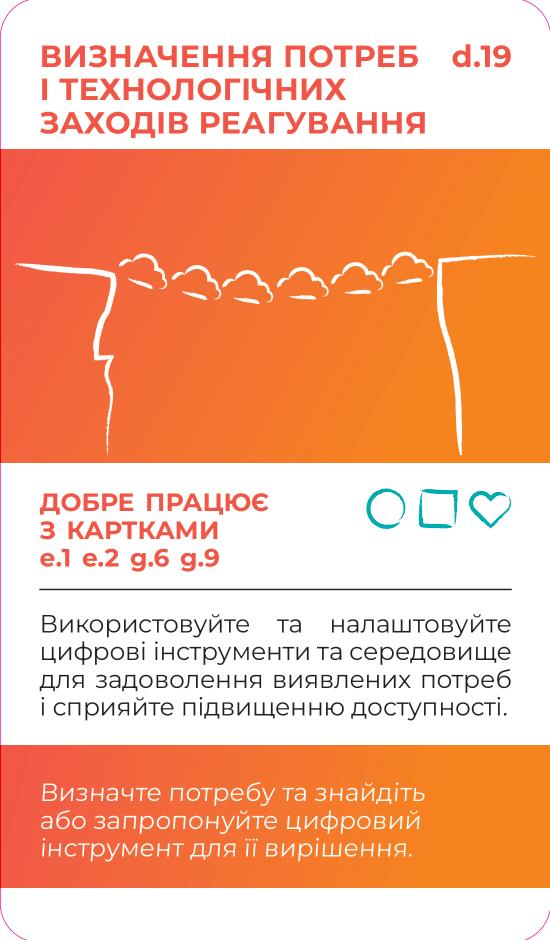 ВИЗНАЧЕННЯ ПОТРЕБ d.19
І ТЕХНОЛОГІЧНИХ
ЗАХОДІВ РЕАГУВАННЯ
ДОБРЕ ПРАЦЮЄ
З КАРТКАМИ
e.1 e.2 g.6 g.9
Використовуйте та налаштовуйте
цифрові інструменти та середовище
для задоволення виявлених потреб
і сприяйте підвищенню доступності.
Визначте потребу та знайдіть
або запропонуйте цифровий
інструмент для її вирішення.